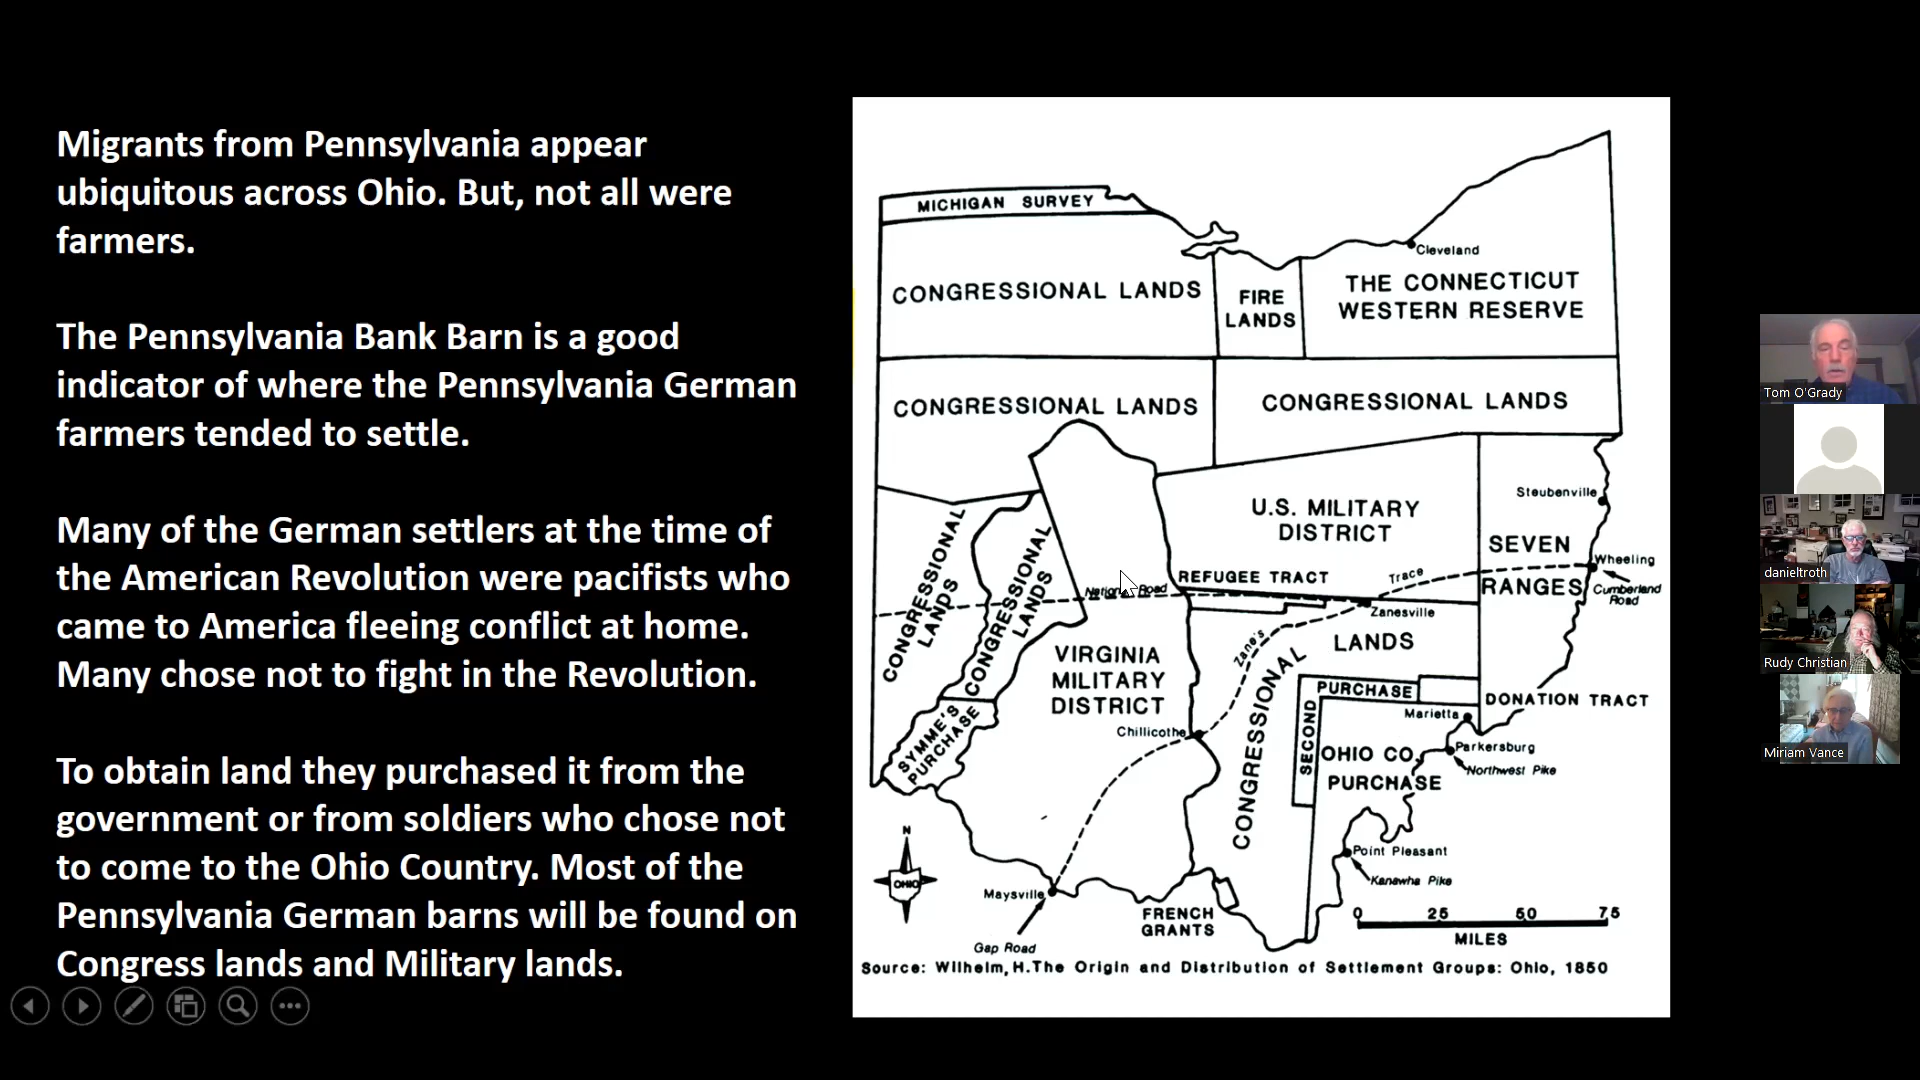 Migrants from Pennsylvania appear
ubiquitous across Ohio. But, not all were
farmers.
The Pennsylvania Bank Barn is a good
indicator of where the Pennsylvania German
farmers tended to settle.
Many of the German settlers at the time of
the American Revolution were pacifists who
came to America fleeing conflict at home.
Many chose not to fight in the Revolution.
To obtain land they purchased it from the
government or from soldiers who chose not
to come to the Ohio Country. Most of the
Pennsylvania German barns will be found on
Congress lands and Military lands.
MICHIGAN SURVEY
Cleveland
CONGRESSIONAL LANDS
FIRE
LANDS
THE CONNECTICUT
WESTERN RESERVE
CONGRESSIONAL LANDS
CONGRESSIONAL LANDS
U.S. MILITARY
DISTRICT
Steubenville
SEVEN
RANGES
Wheeling
Cumberland
Road
CONGRESSIONAL
LANDS
CONGRESSIONAL
LANDS
National Road
REFUGEE TRACT
Zane's
Trace
Zanesville
CONGRESSIONAL
LANDS
VIRGINIA
MILITARY
DISTRICT
SYMME'S
PURCHASE
Chillicothe
SECOND
PURCHASE
DONATION TRACT
Marietta
OHIO CO.
PURCHASE
Parkersburg
Northwest Pike
Point Pleasant
Kanawha Pike
N
OHIO
Maysville
Gap Road
FRENCH
GRANTS
0 25 50 75
MILES
Source: Wilhelm, H. The Origin and Distribution of Settlement Groups: Ohio, 1850
Tom O'Grady
danieltroth
Rudy Christian
Miriam Vance